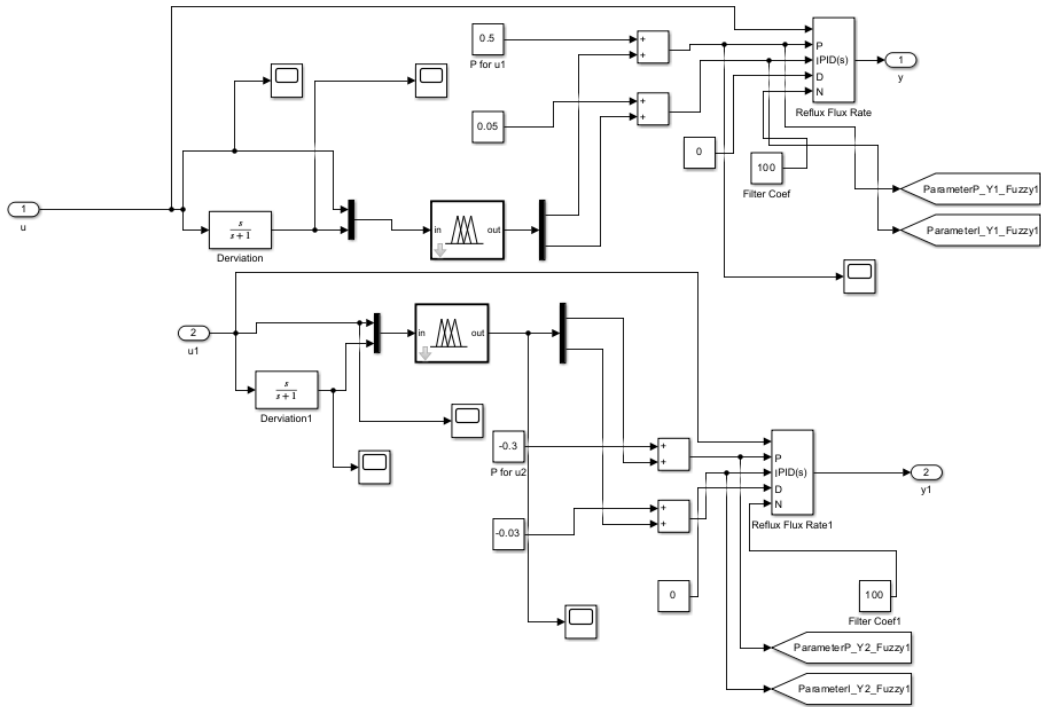 0.5
P for u1
+
+
P
I
D
N
PID(s)
Reflux Flux Rate
1
y
0.05
+
+
0
100
Filter Coef
ParameterP_Y1_Fuzzy1
ParameterI_Y1_Fuzzy1
1
u
s
s + 1
Derviation
in
out
2
u1
in
out
s
s + 1
Derviation1
-0.3
P for u2
+
+
P
I
D
N
PID(s)
Reflux Flux Rate1
2
y1
-0.03
+
+
0
100
Filter Coef1
ParameterP_Y2_Fuzzy1
ParameterI_Y2_Fuzzy1